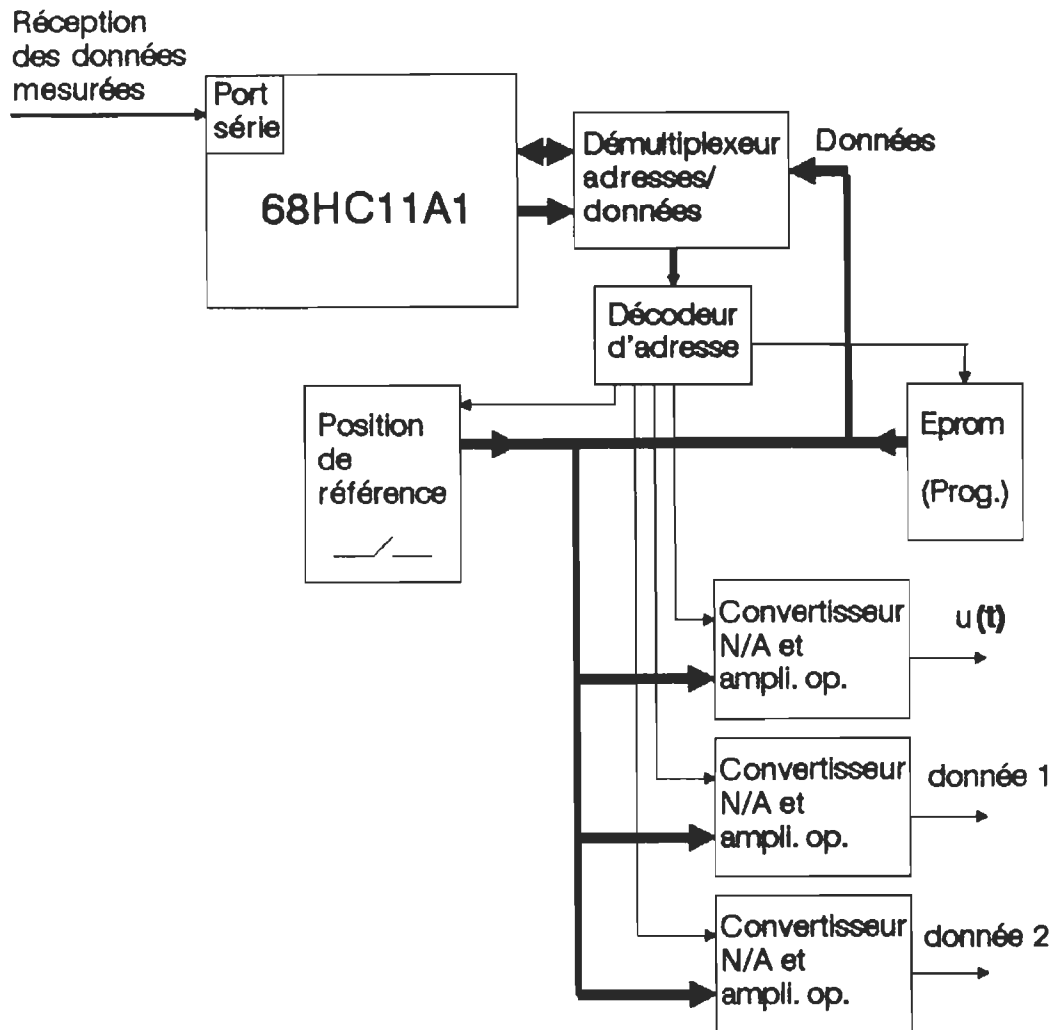 Réception
des données
mesurées
Port
série
68HC11A1
Démultiplexeur
adresses/
données
Données
Décodeur
d'adresse
Position
de
référence
Eprom
(Prog.)
Convertisseur
N/A et
ampli. op.
u(t)
Convertisseur
N/A et
ampli. op.
donnée 1
Convertisseur
N/A et
ampli. op.
donnée 2